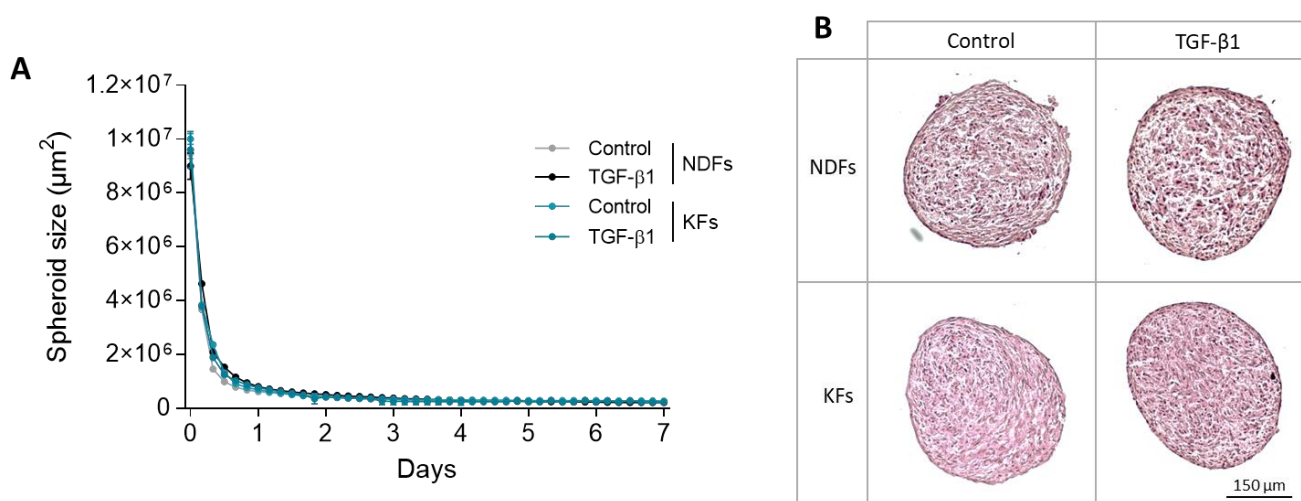 A
Spheroid size (µm²)
1.2×10⁷
1×10⁷
8×10⁶
6×10⁶
4×10⁶
2×10⁶
0
0 1 2 3 4 5 6 7
Days
Control
TGF-β1
NDFs
Control
TGF-β1
KFs
B
Control TGF-β1
NDFs
KFs
150 µm